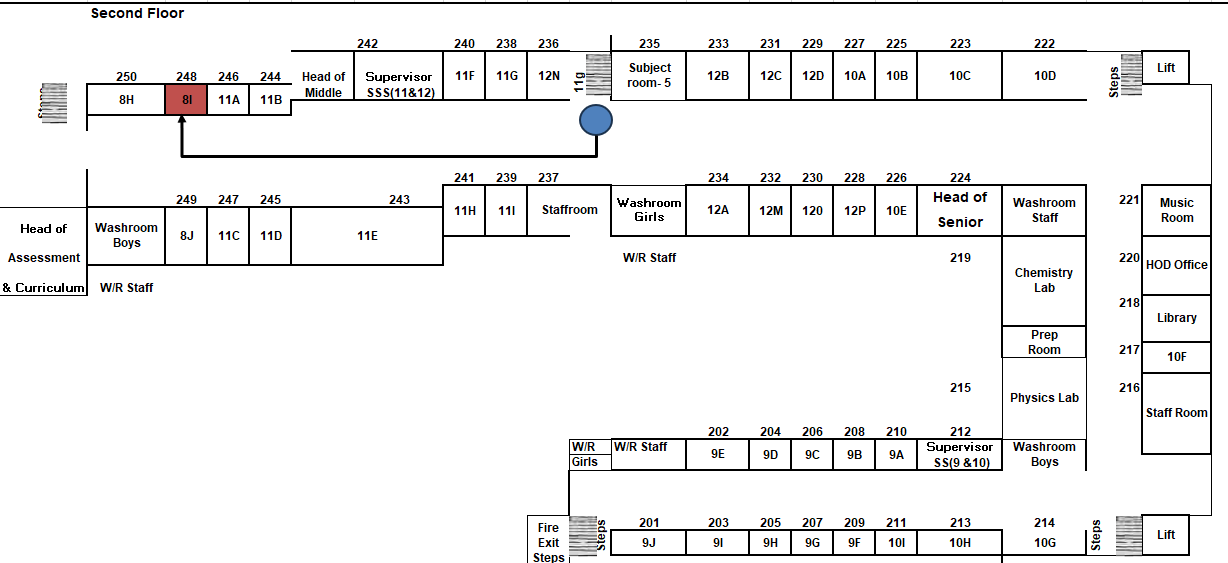 Second Floor
242 240 238 236 235 233 231 229 227 225 223 222
250 248 246 244
Head of Middle
Supervisor SSS(11&12)
11F 11G 12N
11g
Subject room- 5
12B 12C 12D 10A 10B 10C 10D
Steps
Lift
8H 8I 11A 11B
241 239 237 234 232 230 228 226 224
249 247 245 243
221
Head of Assessment & Curriculum
Washroom Boys
8J 11C 11D 11E
11H 11I Staffroom
Washroom Girls
12A 12M 120 12P 10E
Head of Senior
Washroom Staff
Music Room
W/R Staff
W/R Staff
219
Chemistry Lab
220
HOD Office
218
Library
Prep Room
217
10F
215
Physics Lab
216
Staff Room
202 204 206 208 210 212
W/R Girls
W/R Staff
9E 9D 9C 9B 9A
Supervisor SS(9 &10)
Washroom Boys
201 203 205 207 209 211 213 214
Fire Exit Steps
Steps
9J 9I 9H 9G 9F 10I 10H 10G
Steps
Lift